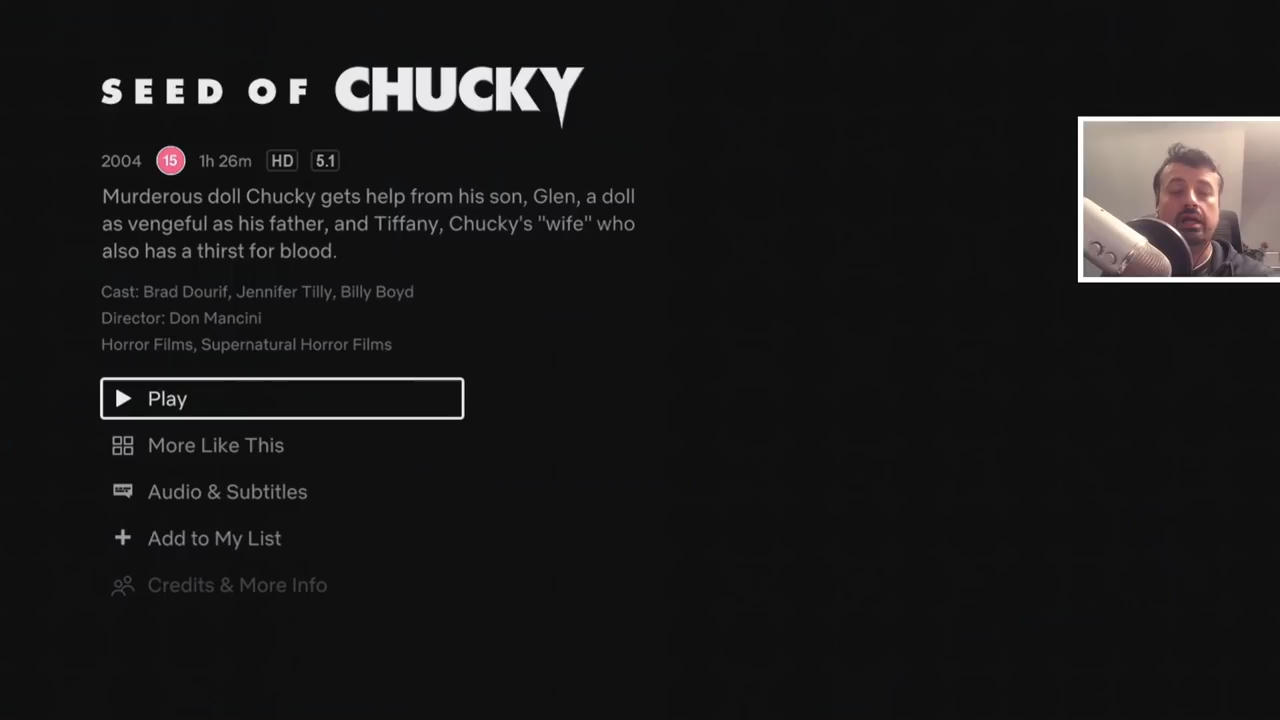 SEED OF CHUCKY
2004 15 1h 26m HD 5.1
Murderous doll Chucky gets help from his son, Glen, a doll
as vengeful as his father, and Tiffany, Chucky's "wife" who
also has a thirst for blood.
Cast: Brad Dourif, Jennifer Tilly, Billy Boyd
Director: Don Mancini
Horror Films, Supernatural Horror Films
Play
More Like This
Audio & Subtitles
Add to My List
Credits & More Info